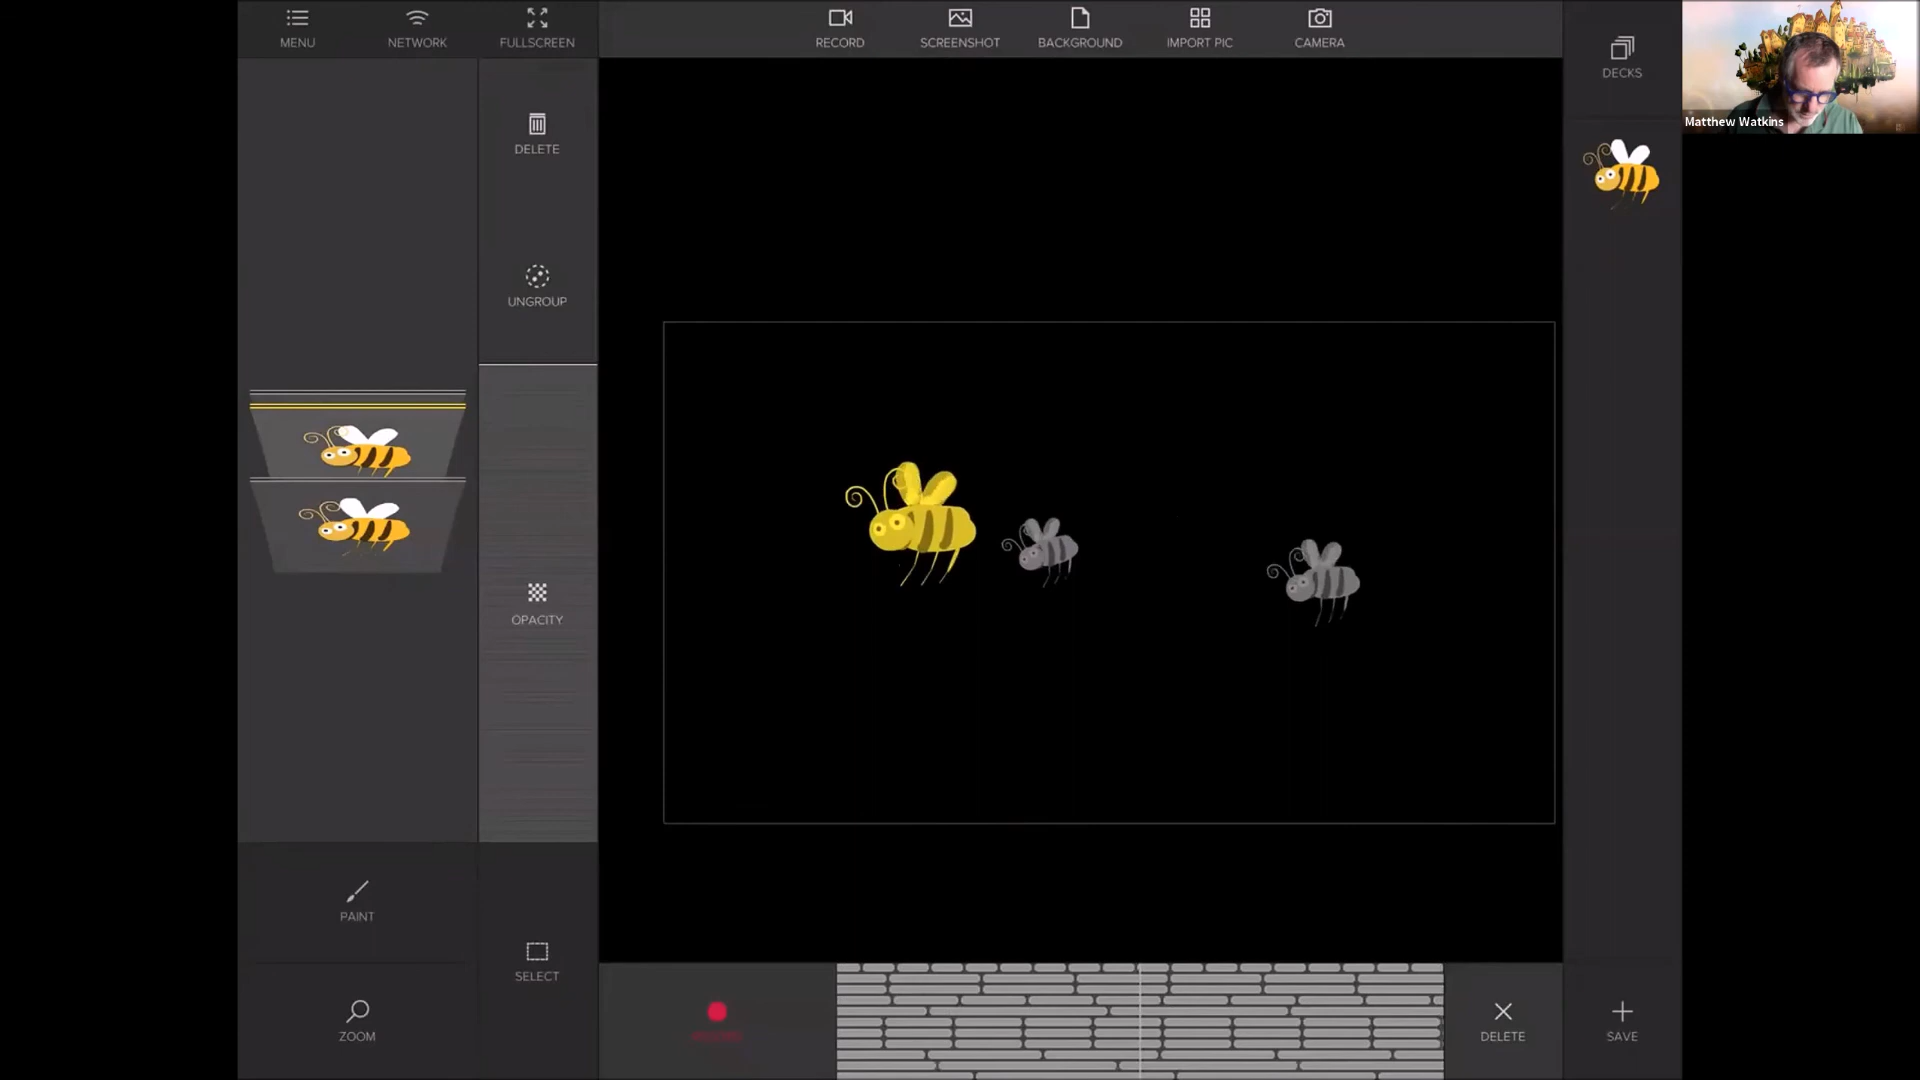 MENU
NETWORK
FULLSCREEN
RECORD
SCREENSHOT
BACKGROUND
IMPORT PIC
CAMERA
DECKS
Matthew Watkins
DELETE
UNGROUP
OPACITY
PAINT
SELECT
ZOOM
DELETE
SAVE